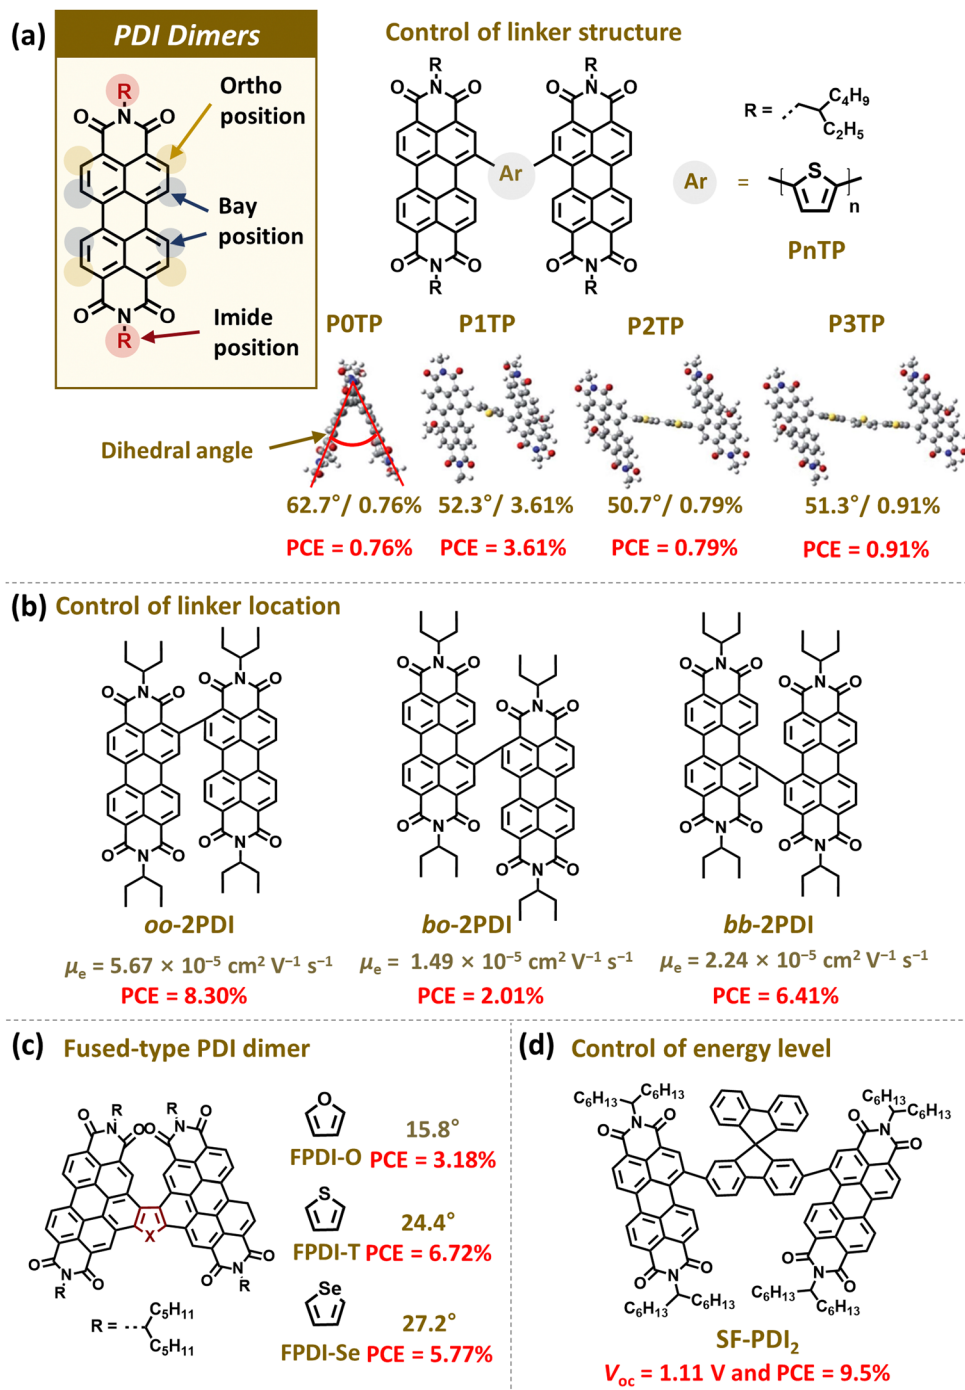 (a)
PDI Dimers
Ortho
position
Bay
position
Imide
position
R
O
N
O
O
N
O
R
Control of linker structure
R
R
O
N
O
O
N
O
Ar
O
N
O
O
N
O
R
R
R =
C4H9
C2H5
Ar
=
S
n
PnTP
P0TP
P1TP
P2TP
P3TP
Dihedral angle
62.7°/ 0.76%
52.3°/ 3.61%
50.7°/ 0.79%
51.3°/ 0.91%
PCE = 0.76%
PCE = 3.61%
PCE = 0.79%
PCE = 0.91%
(b)
Control of linker location
O
N
O
O
N
O
O
N
O
O
N
O
O
N
O
O
N
O
O
N
O
O
N
O
O
N
O
O
N
O
O
N
O
O
N
O
oo-2PDI
bo-2PDI
bb-2PDI
μe = 5.67 × 10–5 cm2 V–1 s–1
μe = 1.49 × 10–5 cm2 V–1 s–1
μe = 2.24 × 10–5 cm2 V–1 s–1
PCE = 8.30%
PCE = 2.01%
PCE = 6.41%
(c)
Fused-type PDI dimer
R
R
O
N
O
O
N
O
X
O
N
O
O
N
O
R
R
R =
C5H11
C5H11
O
15.8°
FPDI-O
PCE = 3.18%
S
24.4°
FPDI-T
PCE = 6.72%
Se
27.2°
FPDI-Se
PCE = 5.77%
(d)
Control of energy level
C6H13
C6H13
C6H13
C6H13
O
N
O
O
N
O
O
N
O
O
N
O
C6H13
C6H13
C6H13
C6H13
SF-PDI2
Voc = 1.11 V and PCE = 9.5%